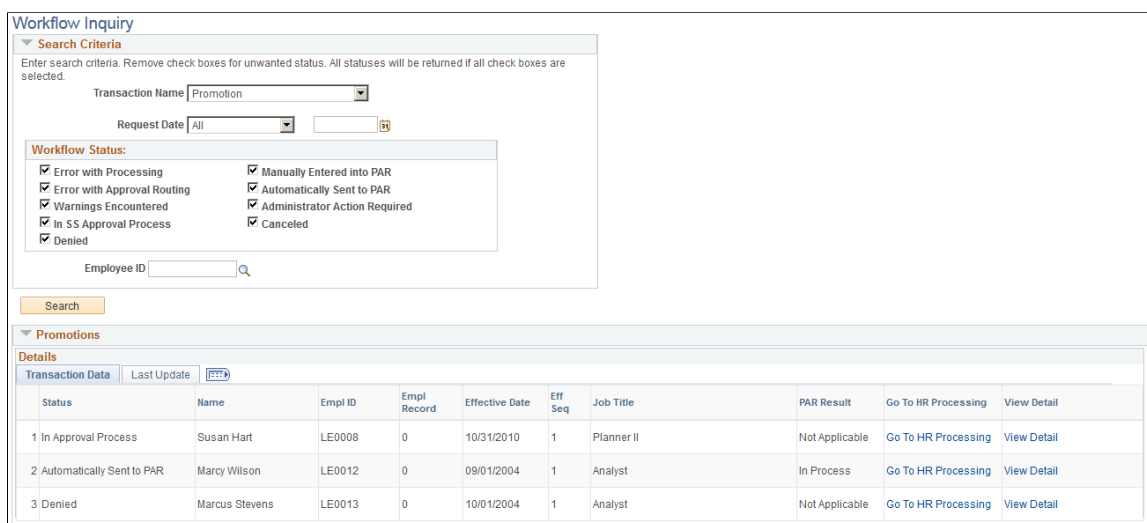 Workflow Inquiry
Search Criteria
Enter search criteria. Remove check boxes for unwanted status. All statuses will be returned if all check boxes are
selected.
Transaction Name Promotion
Request Date All 31
Workflow Status:
Error with Processing Manually Entered into PAR
Error with Approval Routing Automatically Sent to PAR
Warnings Encountered Administrator Action Required
In SS Approval Process Canceled
Denied
Employee ID
Search
Promotions
Details
Transaction Data Last Update
Status Name Empl ID Empl Record Effective Date Eff Seq Job Title PAR Result Go To HR Processing View Detail
1 In Approval Process Susan Hart LE0008 0 10/31/2010 1 Planner II Not Applicable Go To HR Processing View Detail
2 Automatically Sent to PAR Marcy Wilson LE0012 0 09/01/2004 1 Analyst In Process Go To HR Processing View Detail
3 Denied Marcus Stevens LE0013 0 10/01/2004 1 Analyst Not Applicable Go To HR Processing View Detail